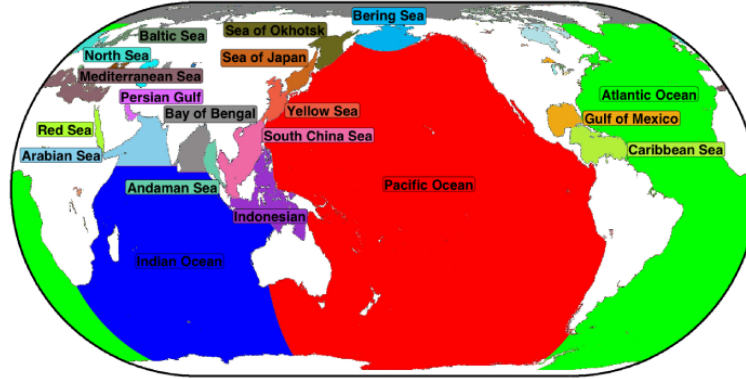 Bering Sea
Sea of Okhotsk
Baltic Sea
North Sea
Sea of Japan
Mediterranean Sea
Atlantic Ocean
Persian Gulf
Bay of Bengal
Yellow Sea
Gulf of Mexico
Red Sea
South China Sea
Caribbean Sea
Arabian Sea
Andaman Sea
Pacific Ocean
Indonesian
Indian Ocean